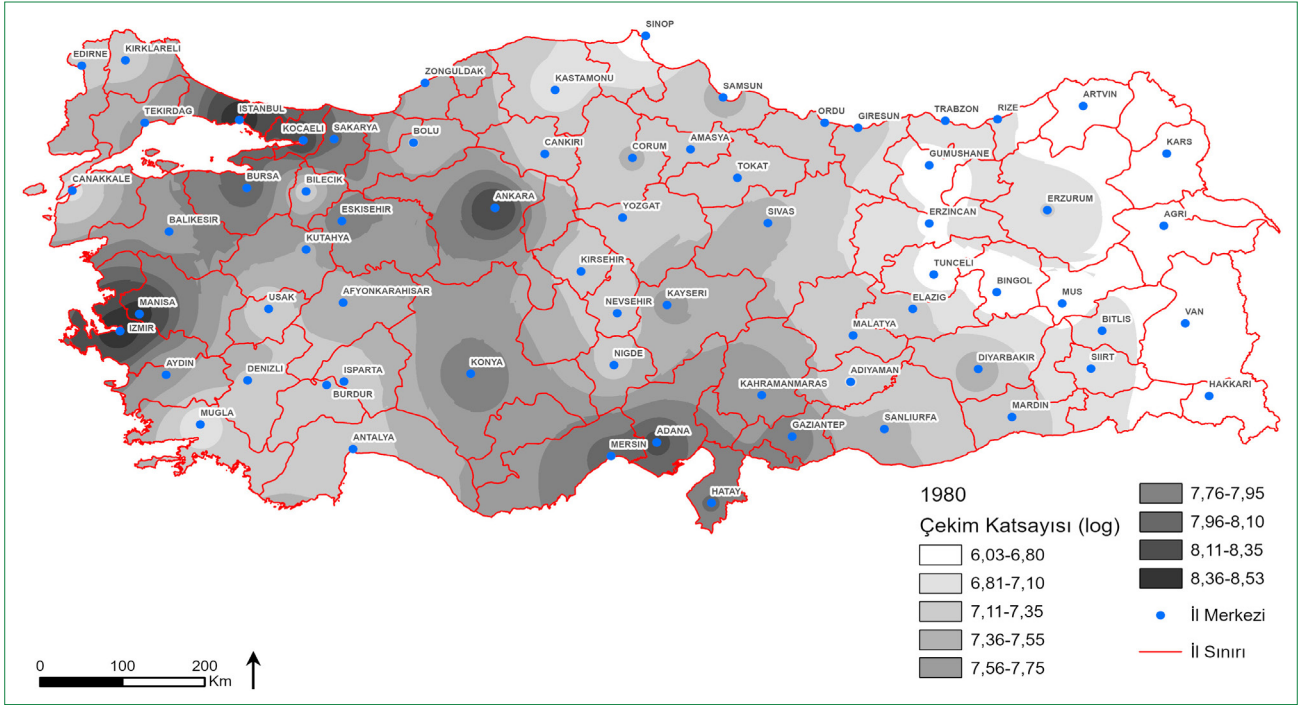 SINOP
KIRKLARELI
EDIRNE
ZONGULDAK
KASTAMONU
SAMSUN
ARTVIN
TEKIRDAG
ISTANBUL
ORDU
GIRESUN
TRABZON
RIZE
KOCAELI
SAKARYA
BOLU
CANKIRI
CORUM
AMASYA
KARS
TOKAT
GUMUSHANE
CANAKKALE
BURSA
BILECIK
ANKARA
ERZURUM
BALIKESIR
ESKISEHIR
YOZGAT
SIVAS
ERZINCAN
AGRI
KUTAHYA
KIRSEHIR
TUNCELI
BINGOL
MUS
MANISA
IZMIR
USAK
AFYONKARAHISAR
NEVSEHIR
KAYSERI
ELAZIG
BITLIS
VAN
MALATYA
AYDIN
DENIZLI
ISPARTA
BURDUR
KONYA
NIGDE
KAHRAMANMARAS
ADIYAMAN
DIYARBAKIR
SIIRT
HAKKARI
MUGLA
ANTALYA
MERSIN
ADANA
GAZIANTEP
SANLIURFA
MARDIN
HATAY
1980
Çekim Katsayısı (log)
6,03-6,80
6,81-7,10
7,11-7,35
7,36-7,55
7,56-7,75
7,76-7,95
7,96-8,10
8,11-8,35
8,36-8,53
İl Merkezi
İl Sınırı
0 100 200
Km